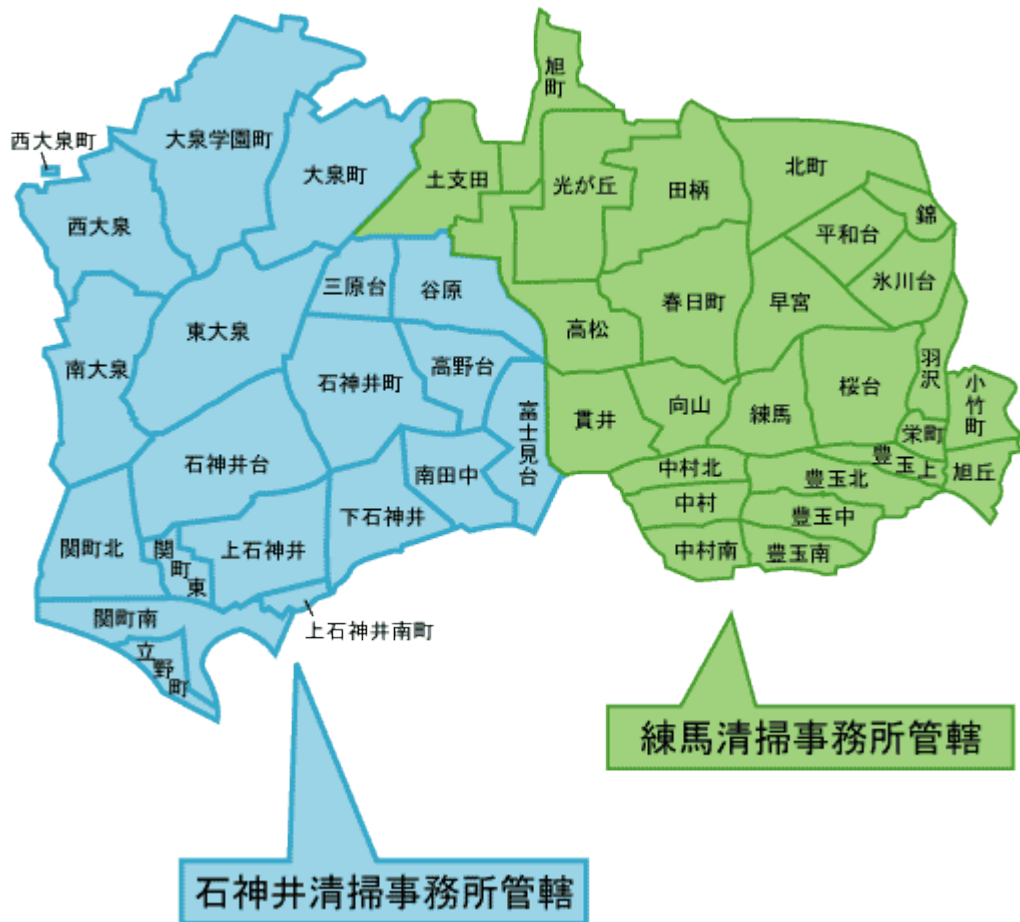 旭町
西大泉町
大泉学園町
大泉町
土支田
光が丘
田柄
北町
錦
平和台
西大泉
氷川台
三原台
谷原
春日町
早宮
東大泉
高松
南大泉
石神井町
高野台
富士見台
貫井
向山
練馬
桜台
羽沢
小竹町
栄町
石神井台
南田中
中村北
豊玉北
豊玉上
旭丘
下石神井
中村
豊玉中
関町北
関町東
上石神井
中村南
豊玉南
関町南
上石神井南町
立野町
練馬清掃事務所管轄
石神井清掃事務所管轄